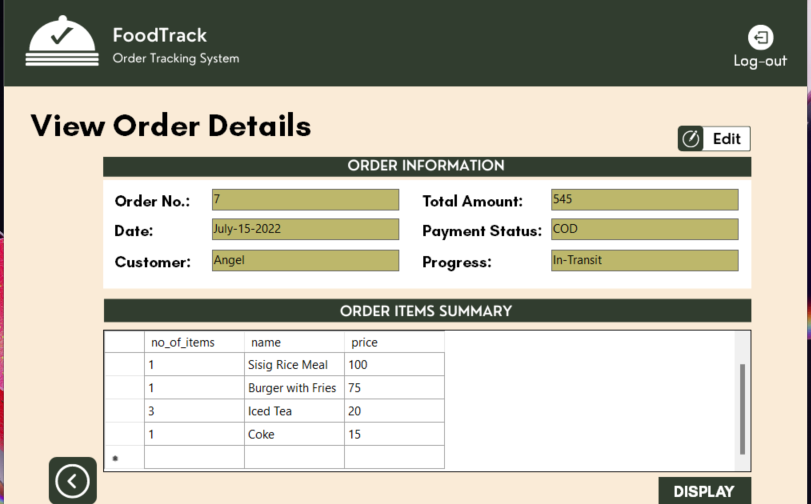 FoodTrack
Order Tracking System
Log-out
View Order Details
Edit
ORDER INFORMATION
Order No.: 7 Total Amount: 545
Date: July-15-2022 Payment Status: COD
Customer: Angel Progress: In-Transit
ORDER ITEMS SUMMARY
no_of_items name price
1 Sisig Rice Meal 100
1 Burger with Fries 75
3 Iced Tea 20
1 Coke 15
*
DISPLAY